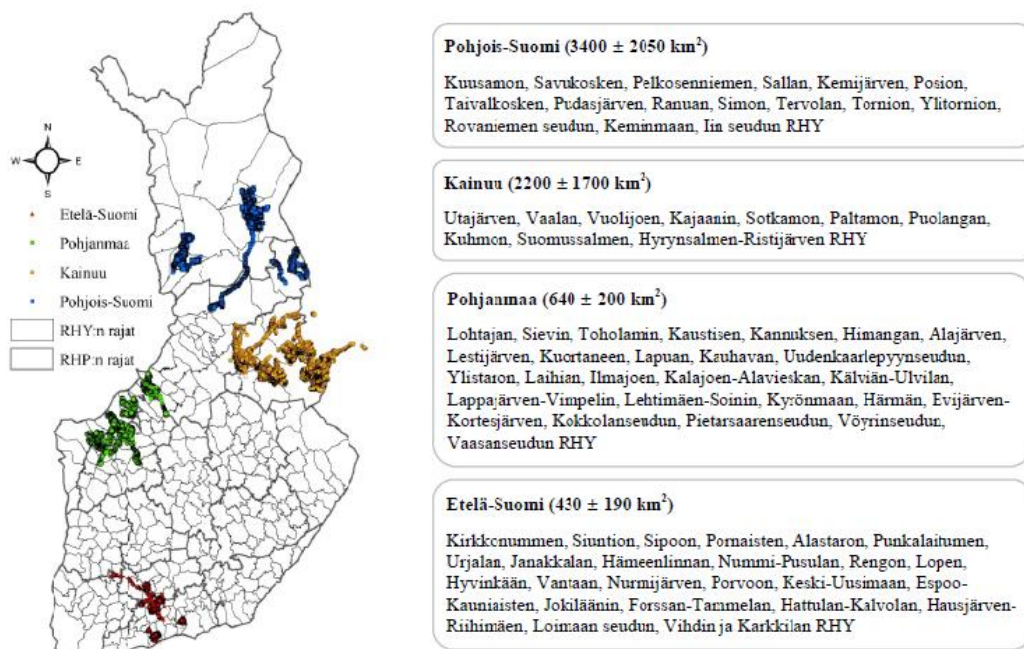 N
W
E
S
Etelä-Suomi
Pohjanmaa
Kainuu
Pohjois-Suomi
RHY:n rajat
RHP:n rajat
Pohjois-Suomi (3400 ± 2050 km²)
Kuusamon, Savukosken, Pelkosenniemen, Sallan, Kemijärven, Posion,
Taivalkosken, Pudasjärven, Ranuan, Simon, Tervolan, Tornion, Ylitornion,
Rovaniemen seudun, Keminmaan, Iin seudun RHY
Kainuu (2200 ± 1700 km²)
Utajärven, Vaalan, Vuolijoen, Kajaanin, Sotkamon, Paltamon, Puolangan,
Kuhmon, Suomussalmen, Hyrynsalmen-Ristijärven RHY
Pohjanmaa (640 ± 200 km²)
Lohtajan, Sievin, Toholamin, Kaustisen, Kannuksen, Himangan, Alajärven,
Lestijärven, Kuortaneen, Lapuan, Kauhavan, Uudenkaarlepyynseudun,
Ylistaron, Laihian, Ilmajoen, Kalajoen-Alavieskan, Kälviän-Ulvilan,
Lappajärven-Vimpelin, Lehtimäen-Soinin, Kyrönmaan, Härmän, Evijärven-
Kortesjärven, Kokkolanseudun, Pietarsaarenseudun, Vöyrinseudun,
Vaasanseudun RHY
Etelä-Suomi (430 ± 190 km²)
Kirkkonummen, Siuntion, Sipoon, Pornaisten, Alastaron, Punkalaitumen,
Urjalan, Janakkalan, Hämeenlinnan, Nummi-Pusulan, Rengon, Lopen,
Hyvinkään, Vantaan, Nurmijärven, Porvoon, Keski-Uusimaan, Espoo-
Kauniaisten, Jokiläänin, Forssan-Tammelan, Hattulan-Kalvolan, Hausjärven-
Riihimäen, Loimaan seudun, Vihdin ja Karkkilan RHY